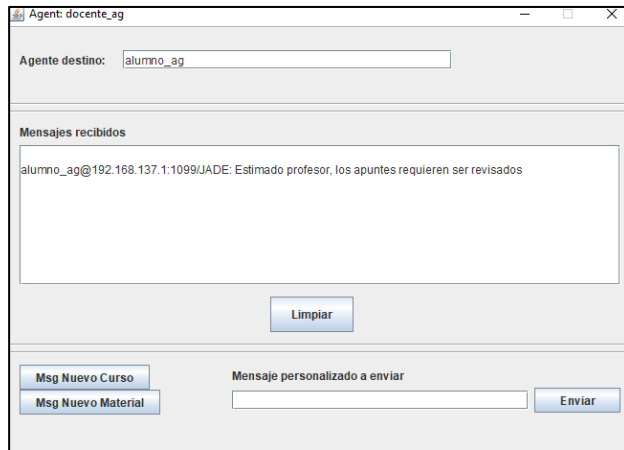 Agent: docente_ag
Agente destino: alumno_ag
Mensajes recibidos
alumno_ag@192.168.137.1:1099/JADE: Estimado profesor, los apuntes requieren ser revisados
Limpiar
Msg Nuevo Curso
Msg Nuevo Material
Mensaje personalizado a enviar
Enviar